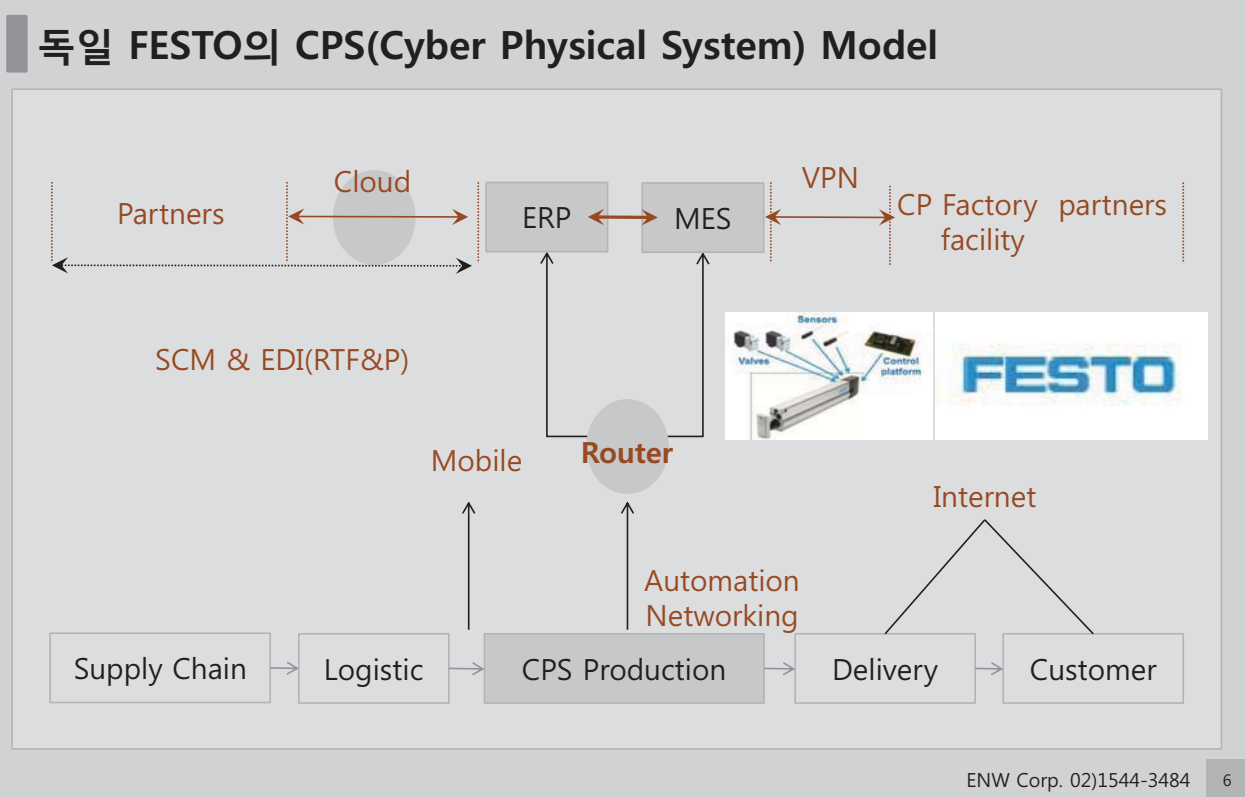 독일 FESTO의 CPS(Cyber Physical System) Model
Cloud
Partners
ERP
MES
VPN
CP Factory partners
facility
SCM & EDI(RTF&P)
Sensors
Valves
Control
platform
FESTO
Mobile
Router
Internet
Automation
Networking
Supply Chain
Logistic
CPS Production
Delivery
Customer
ENW Corp. 02)1544-3484
6